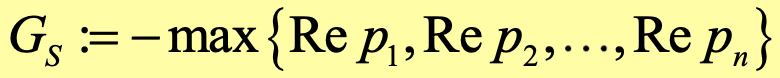 G_S := − max{Re p_1, Re p_2, …, Re p_n}